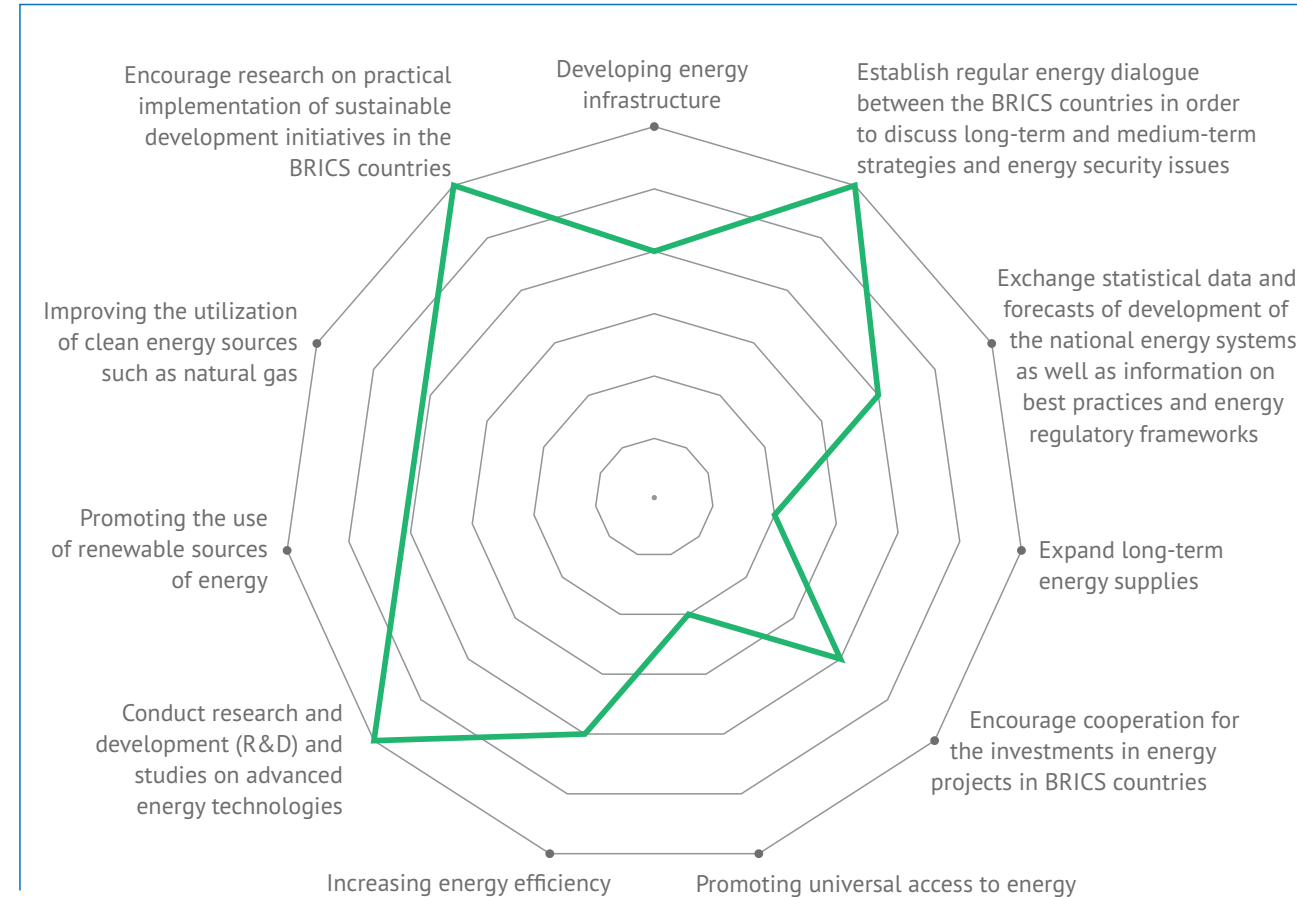 Encourage research on practical
implementation of sustainable
development initiatives in the
BRICS countries
Developing energy
infrastructure
Establish regular energy dialogue
between the BRICS countries in order
to discuss long-term and medium-term
strategies and energy security issues
Improving the utilization
of clean energy sources
such as natural gas
Exchange statistical data and
forecasts of development of
the national energy systems
as well as information on
best practices and energy
regulatory frameworks
Promoting the use
of renewable sources
of energy
Expand long-term
energy supplies
Conduct research and
development (R&D) and
studies on advanced
energy technologies
Encourage cooperation for
the investments in energy
projects in BRICS countries
Increasing energy efficiency
Promoting universal access to energy